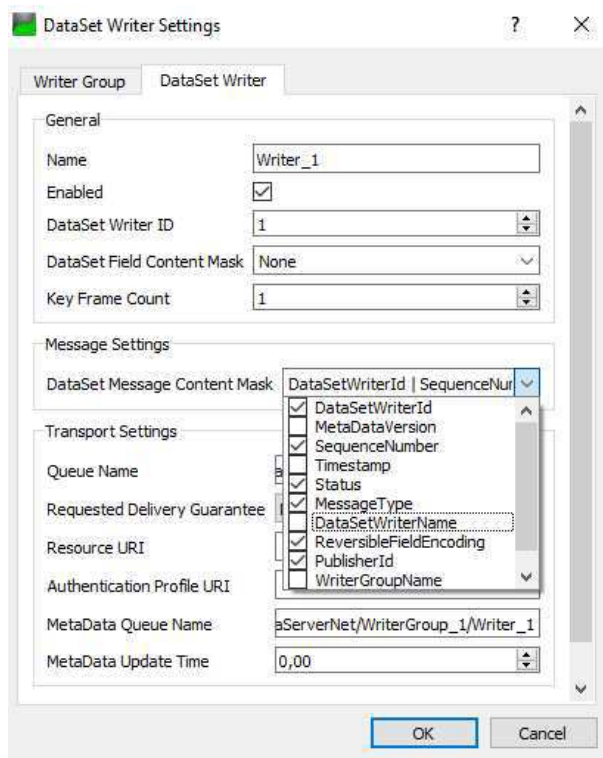 DataSet Writer Settings
?
Writer Group
DataSet Writer
General
Name
Writer_1
Enabled
DataSet Writer ID
1
DataSet Field Content Mask
None
Key Frame Count
1
Message Settings
DataSet Message Content Mask
DataSetWriterId | SequenceNur
DataSetWriterId
MetaDataVersion
SequenceNumber
Timestamp
Status
MessageType
DataSetWriterName
ReversibleFieldEncoding
PublisherId
WriterGroupName
Transport Settings
Queue Name
Requested Delivery Guarantee
Resource URI
Authentication Profile URI
MetaData Queue Name
aServerNet/WriterGroup_1/Writer_1
MetaData Update Time
0,00
OK
Cancel